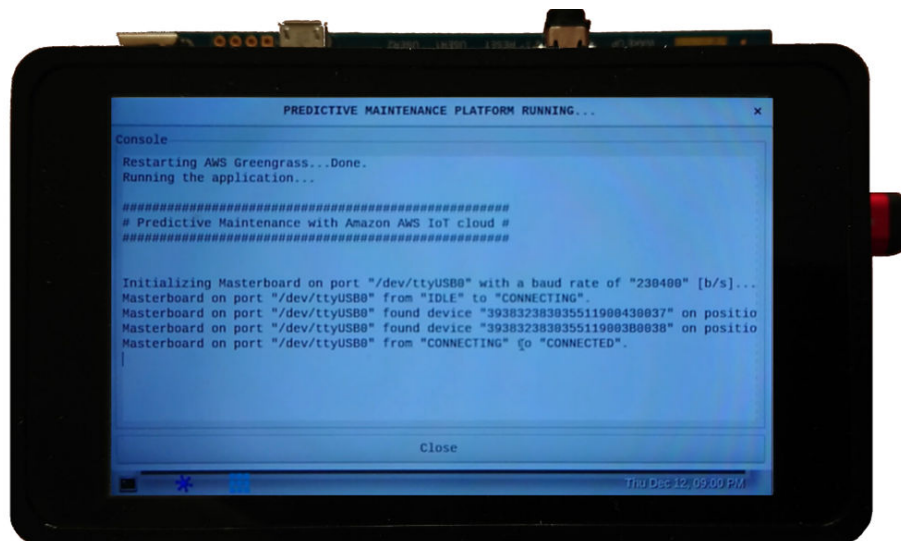 PREDICTIVE MAINTENANCE PLATFORM RUNNING... ×
Console
Restarting AWS Greengrass...Done.
Running the application...
####################################################
# Predictive Maintenance with Amazon AWS IoT cloud #
####################################################
Initializing Masterboard on port "/dev/ttyUSB0" with a baud rate of "230400" [b/s]...
Masterboard on port "/dev/ttyUSB0" from "IDLE" to "CONNECTING".
Masterboard on port "/dev/ttyUSB0" found device "393832383035511900430037" on positio
Masterboard on port "/dev/ttyUSB0" found device "3938323830355119003B0038" on positio
Masterboard on port "/dev/ttyUSB0" from "CONNECTING" to "CONNECTED".
Close
Thu Dec 12, 09:00 PM